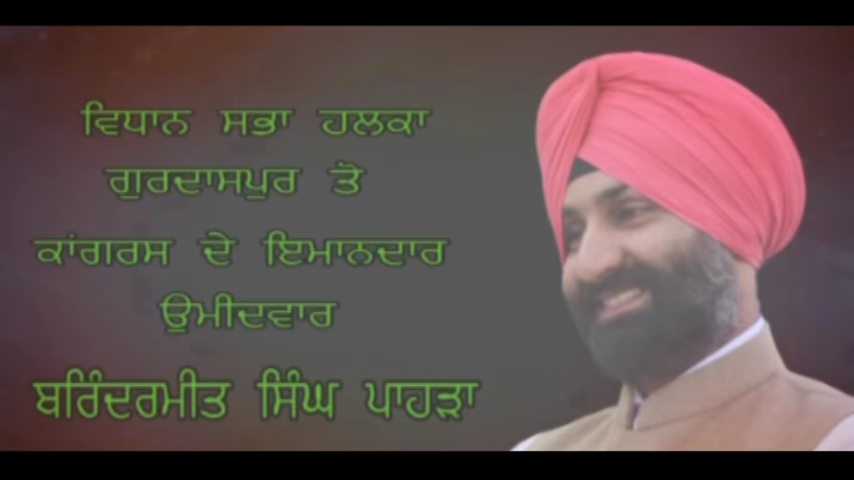 ਵਿਧਾਨ ਸਭਾ ਹਲਕਾ
ਗੁਰਦਾਸਪੁਰ ਤੋ
ਕਾਂਗਰਸ ਦੇ ਇਮਾਨਦਾਰ
ਉਮੀਦਵਾਰ
ਬਰਿੰਦਰਮੀਤ ਸਿੰਘ ਪਾਹੜਾ